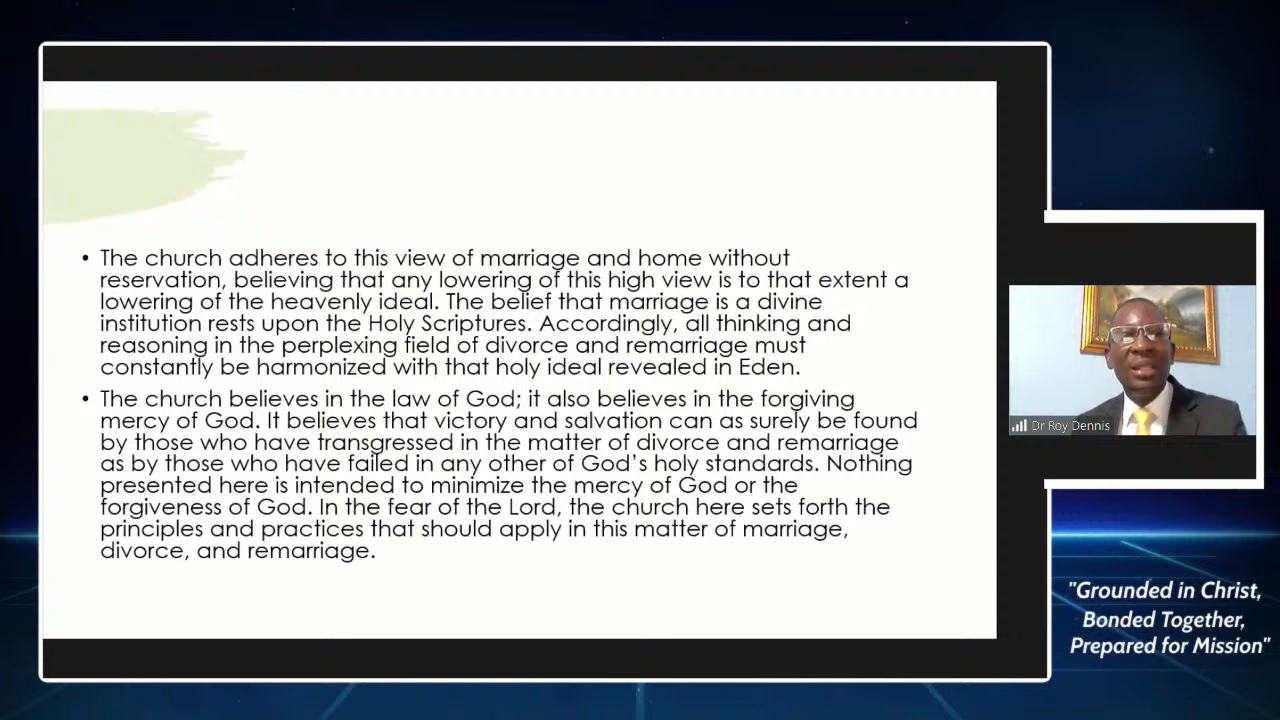 • The church adheres to this view of marriage and home without
reservation, believing that any lowering of this high view is to that extent a
lowering of the heavenly ideal. The belief that marriage is a divine
institution rests upon the Holy Scriptures. Accordingly, all thinking and
reasoning in the perplexing field of divorce and remarriage must
constantly be harmonized with that holy ideal revealed in Eden.
• The church believes in the law of God; it also believes in the forgiving
mercy of God. It believes that victory and salvation can as surely be found
by those who have transgressed in the matter of divorce and remarriage
as by those who have failed in any other of God's holy standards. Nothing
presented here is intended to minimize the mercy of God or the
forgiveness of God. In the fear of the Lord, the church here sets forth the
principles and practices that should apply in this matter of marriage,
divorce, and remarriage.
Dr Roy Dennis
"Grounded in Christ,
Bonded Together,
Prepared for Mission"